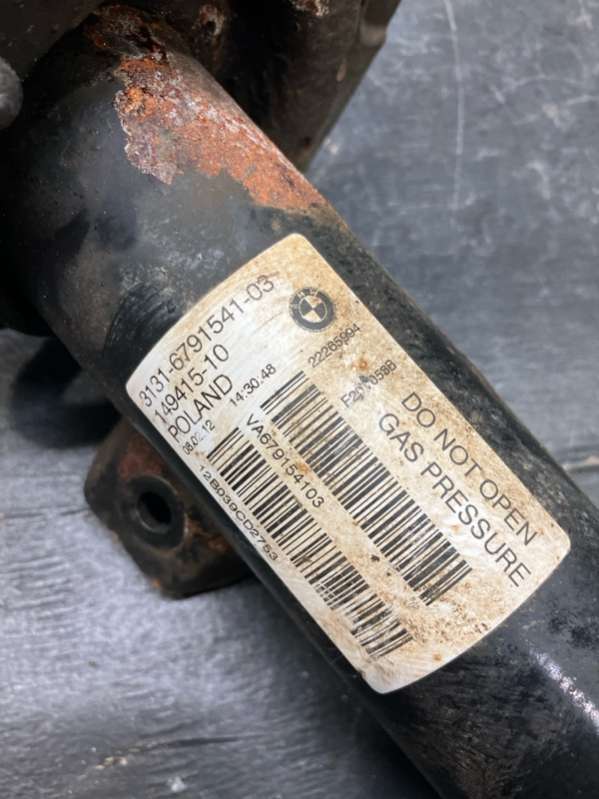 3131-6791541-03
149415-10
POLAND
08.02.12 14:30:48
22265994
VA679154103
12B039CD2753
DO NOT OPEN
GAS PRESSURE